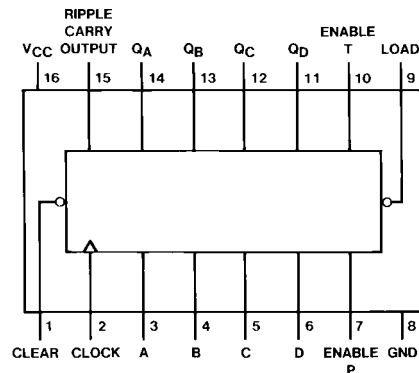 RIPPLE
CARRY
OUTPUT
VCC
QA
QB
QC
QD
ENABLE
T
LOAD
16 15 14 13 12 11 10 9
1 2 3 4 5 6 7 8
CLEAR CLOCK A B C D ENABLE
P
GND